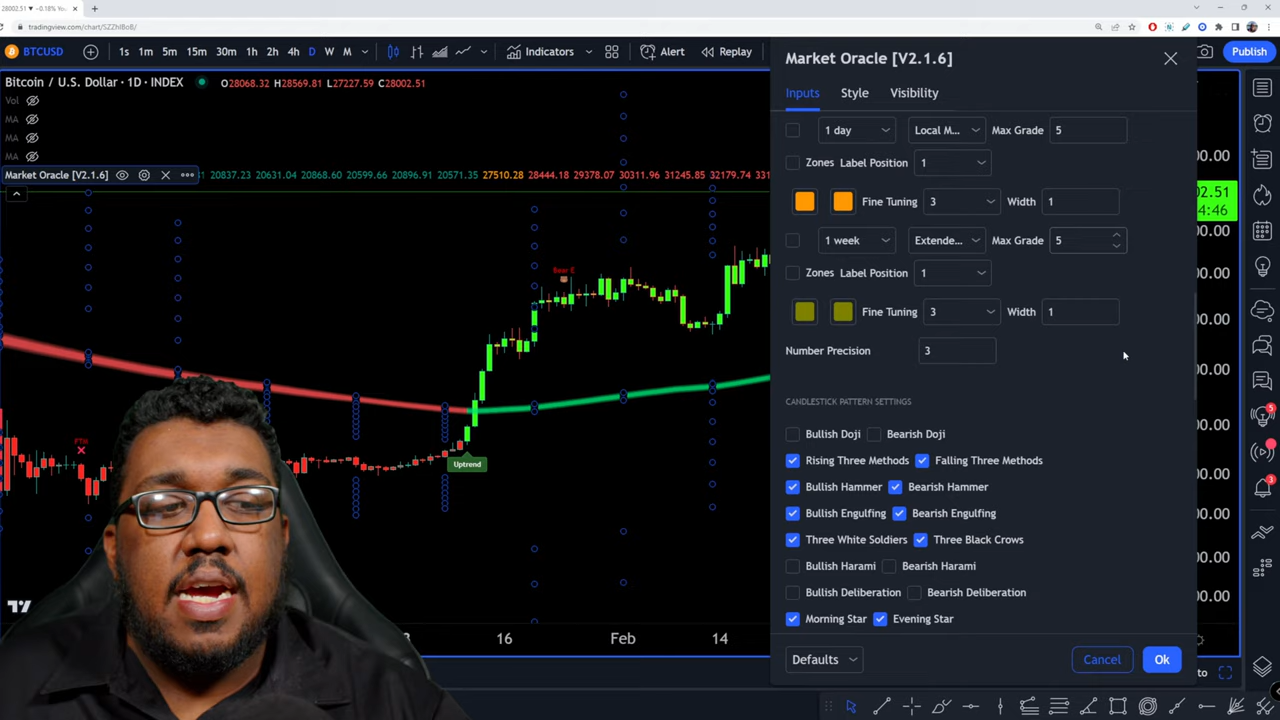 28002.51 ▼ −0.18%
tradingview.com/chart/SZZhlBoB/
BTCUSD
1s 1m 5m 15m 30m 1h 2h 4h D W M
Indicators
Alert
Replay
Publish
Bitcoin / U.S. Dollar · 1D · INDEX
O28068.32 H28569.81 L27227.59 C28002.51
Vol
MA
MA
MA
Market Oracle [V2.1.6]
20837.23 20631.04 20868.60 20599.66 20896.91 20571.35 27510.28 28444.18 29378.07 30311.96 31245.85 32179.74
Bear-E
Uptrend
16 Feb 14
Market Oracle [V2.1.6]
Inputs Style Visibility
1 day Local M... Max Grade 5
Zones Label Position 1
Fine Tuning 3 Width 1
1 week Extende... Max Grade 5
Zones Label Position 1
Fine Tuning 3 Width 1
Number Precision 3
CANDLESTICK PATTERN SETTINGS
Bullish Doji Bearish Doji
Rising Three Methods Falling Three Methods
Bullish Hammer Bearish Hammer
Bullish Engulfing Bearish Engulfing
Three White Soldiers Three Black Crows
Bullish Harami Bearish Harami
Bullish Deliberation Bearish Deliberation
Morning Star Evening Star
Defaults Cancel Ok